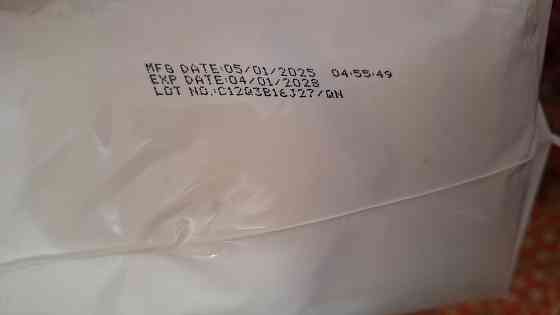 MFG DATE:05/01/2025 04:55:49
EXP DATE:04/01/2028
LOT NO.:C12Q3B16J27/QN